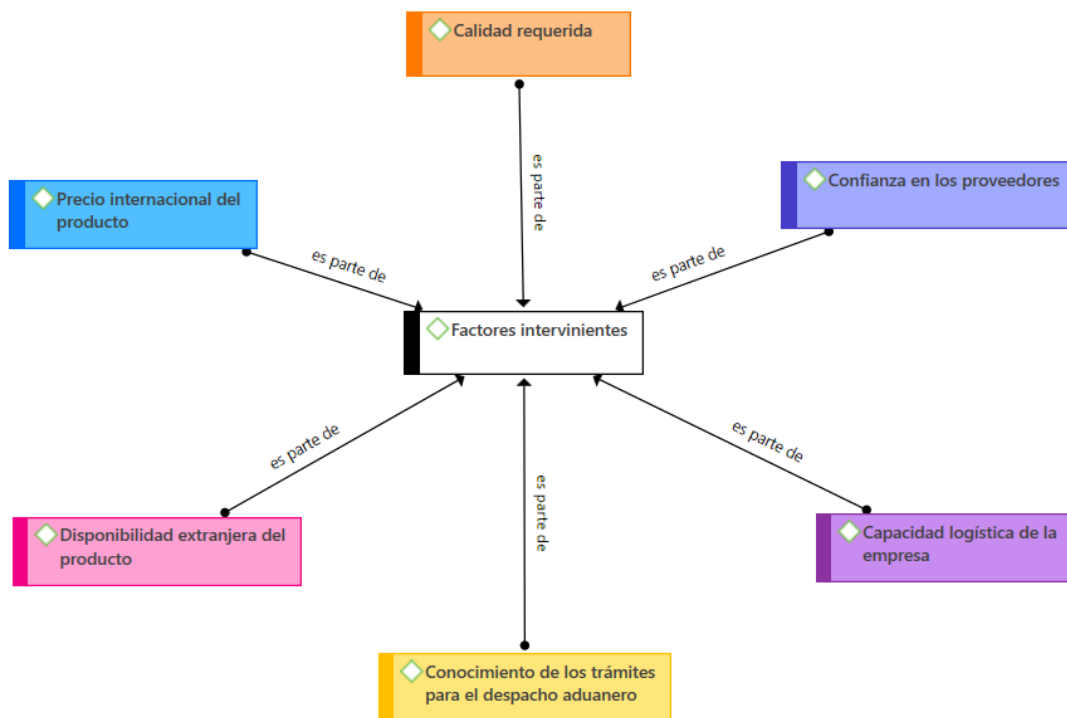 Calidad requerida
Precio internacional del
producto
Confianza en los proveedores
es parte de
es parte de
es parte de
Factores intervinientes
es parte de
es parte de
es parte de
Disponibilidad extranjera del
producto
Capacidad logística de la
empresa
Conocimiento de los trámites
para el despacho aduanero